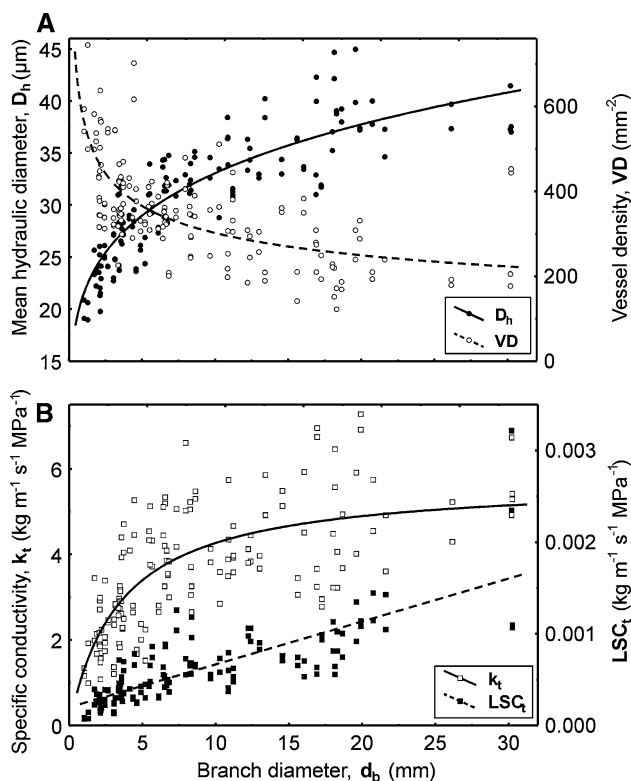 A
Mean hydraulic diameter, Dh (μm)
45
40
35
30
25
20
15
Vessel density, VD (mm-2)
600
400
200
0
Dh
VD
B
Specific conductivity, kt (kg m-1 s-1 MPa-1)
6
4
2
0
LSCt (kg m-1 s-1 MPa-1)
0.003
0.002
0.001
0.000
kt
LSCt
0 5 10 15 20 25 30
Branch diameter, db (mm)